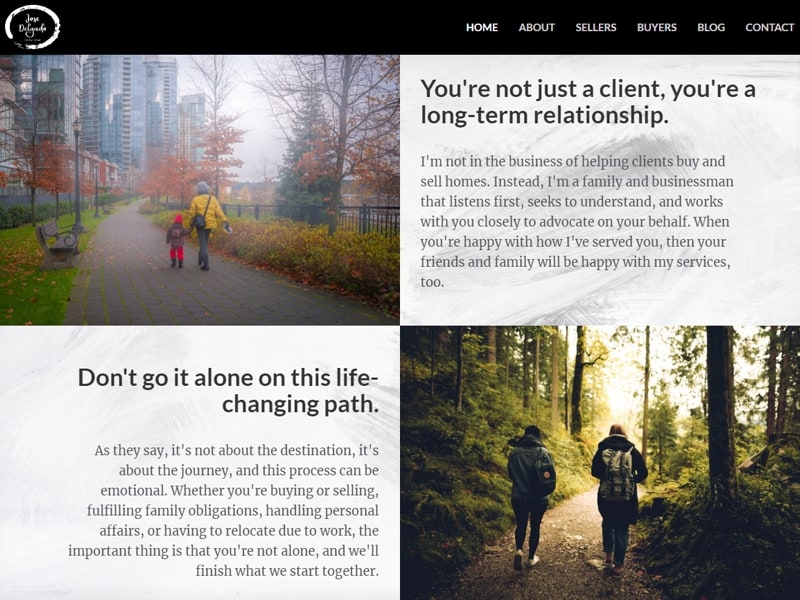 Jose
Delgado
HOME ABOUT SELLERS BUYERS BLOG CONTACT
You're not just a client, you're a
long-term relationship.
I'm not in the business of helping clients buy and
sell homes. Instead, I'm a family and businessman
that listens first, seeks to understand, and works
with you closely to advocate on your behalf. When
you're happy with how I've served you, then your
friends and family will be happy with my services,
too.
Don't go it alone on this life-
changing path.
As they say, it's not about the destination, it's
about the journey, and this process can be
emotional. Whether you're buying or selling,
fulfilling family obligations, handling personal
affairs, or having to relocate due to work, the
important thing is that you're not alone, and we'll
finish what we start together.